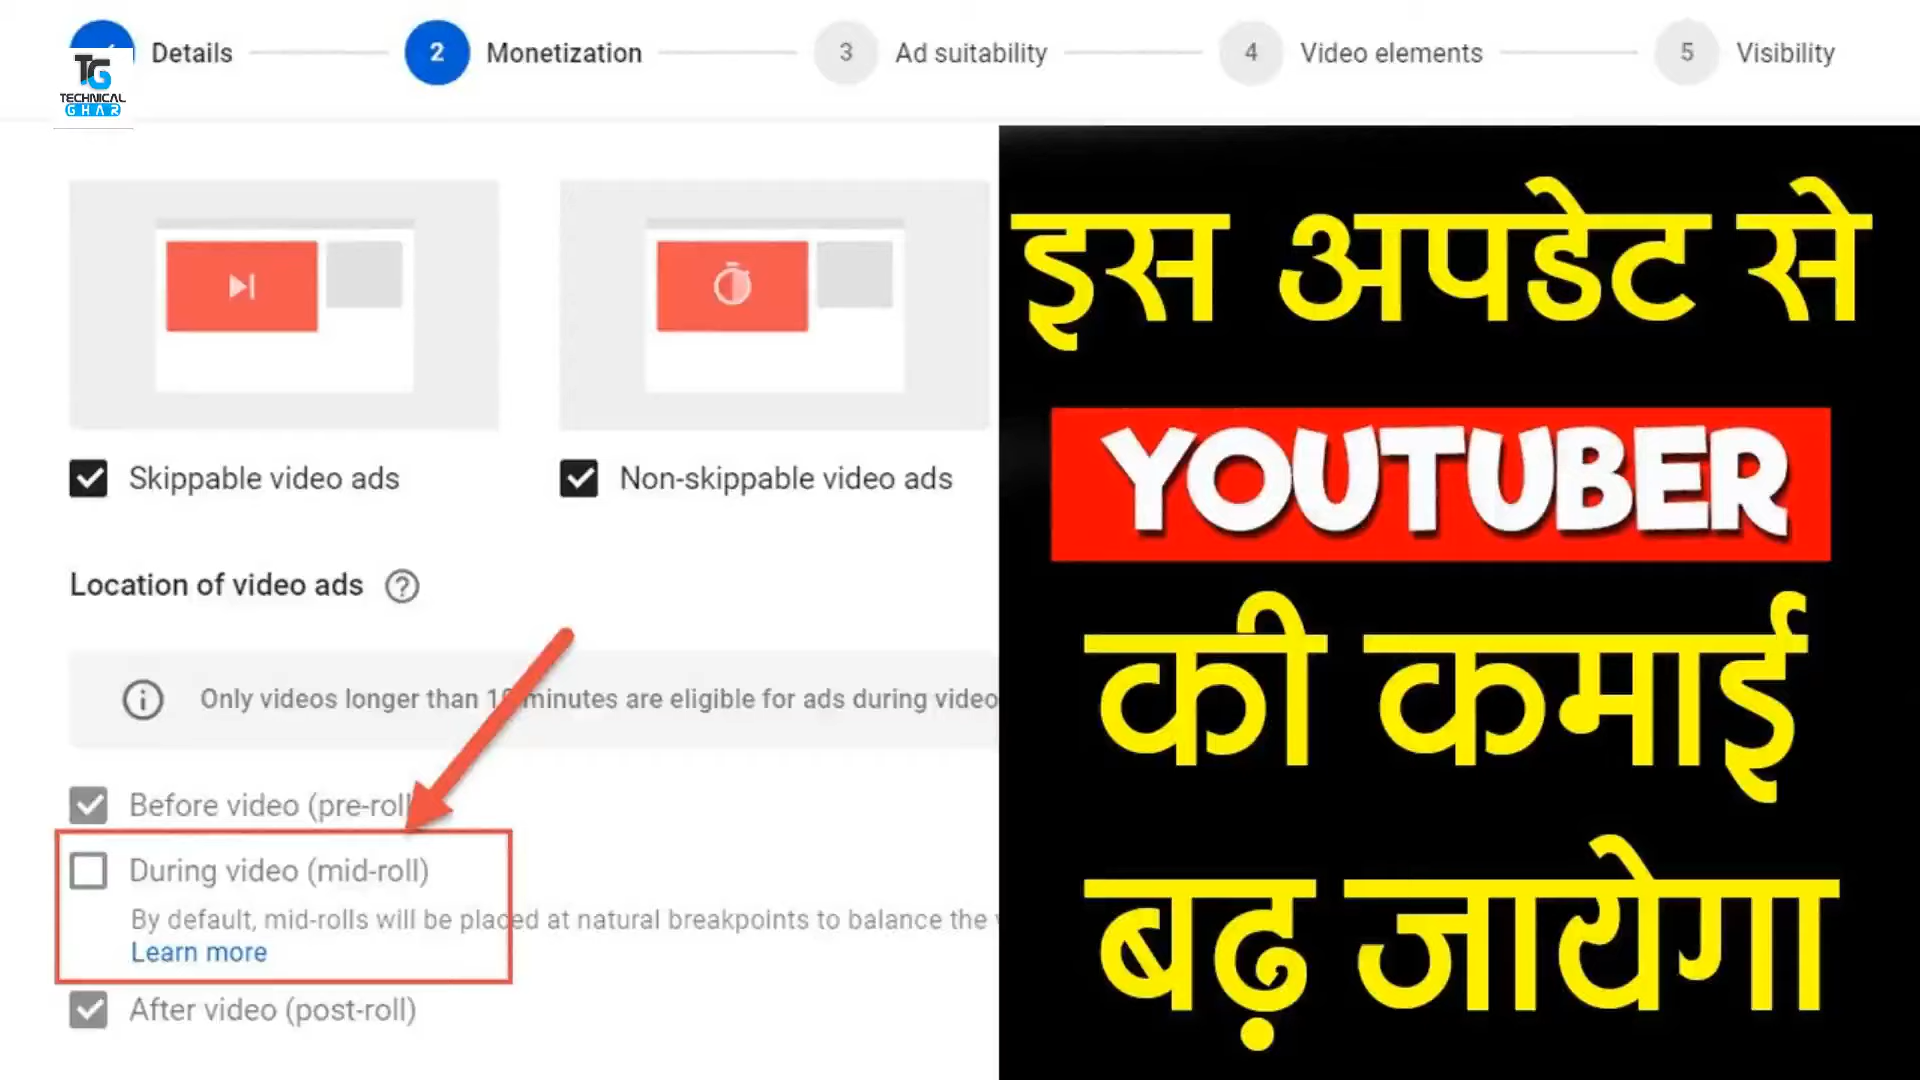 Details
2 Monetization
3 Ad suitability
4 Video elements
5 Visibility
TG
TECHNICAL
GHAR
Skippable video ads
Non-skippable video ads
Location of video ads ?
Only videos longer than minutes are eligible for ads during video
Before video (pre-roll
During video (mid-roll)
By default, mid-rolls will be placed at natural breakpoints to balance the
Learn more
After video (post-roll)
इस अपडेट से
YOUTUBER
की कमाई
बढ़ जायेगा